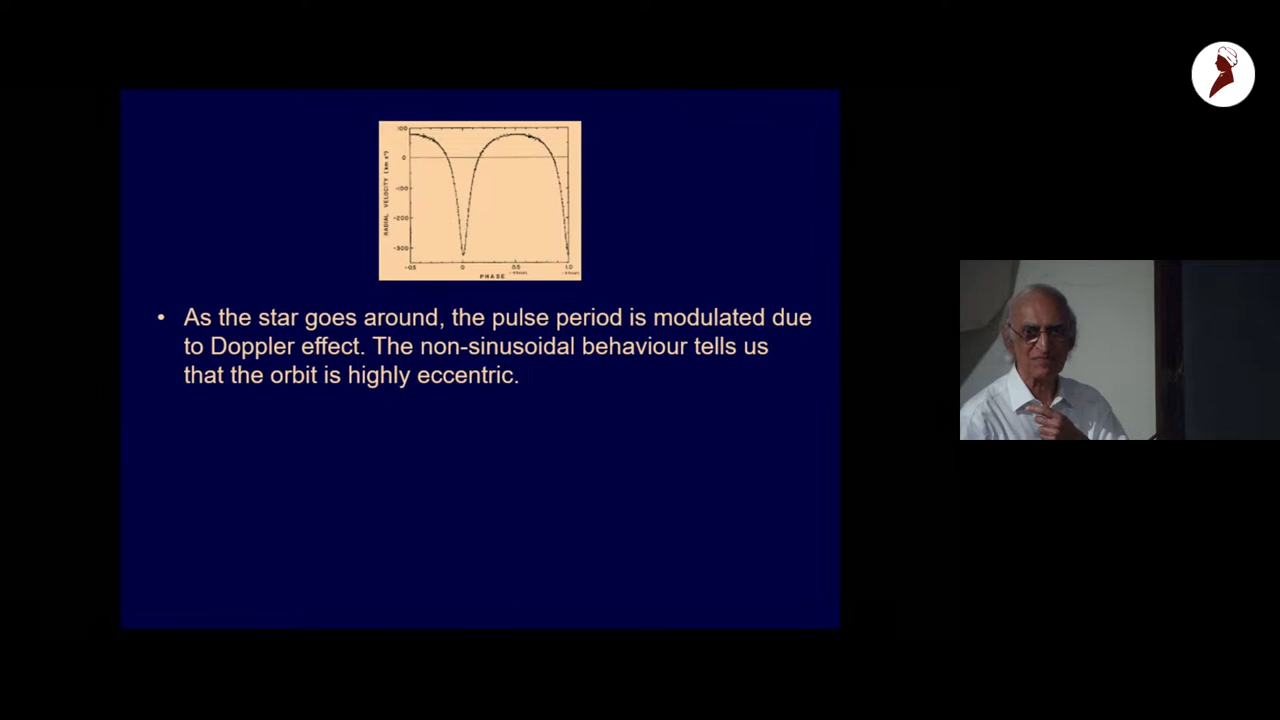 100
0
-100
-200
-300
RADIAL VELOCITY (km s⁻¹)
-0.5
0
0.5
1.0
PHASE
• As the star goes around, the pulse period is modulated due
to Doppler effect. The non-sinusoidal behaviour tells us
that the orbit is highly eccentric.